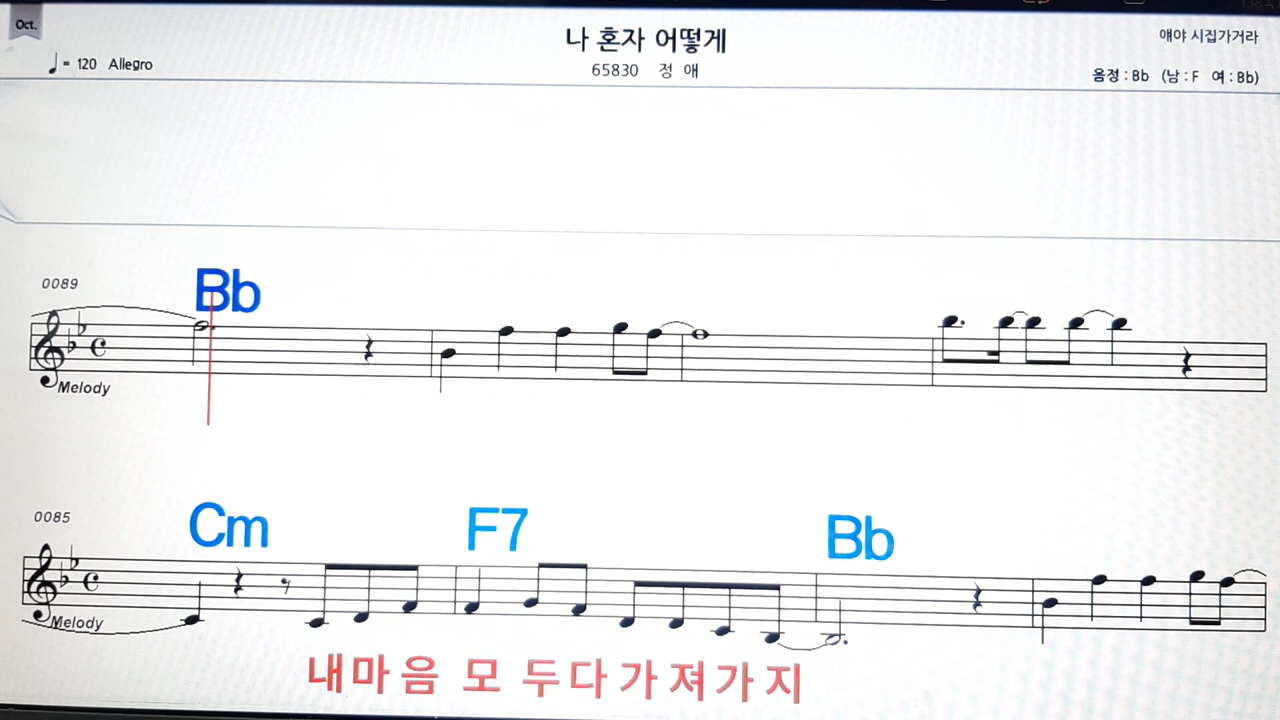 Oct.
나 혼자 어떻게
얘야 시집가거라
♩ = 120 Allegro
65830 정 애
음정 : Bb (남 : F 여 : Bb)
0089
Bb
Melody
0085
Cm F7 Bb
Melody
내마음 모 두다가져가지